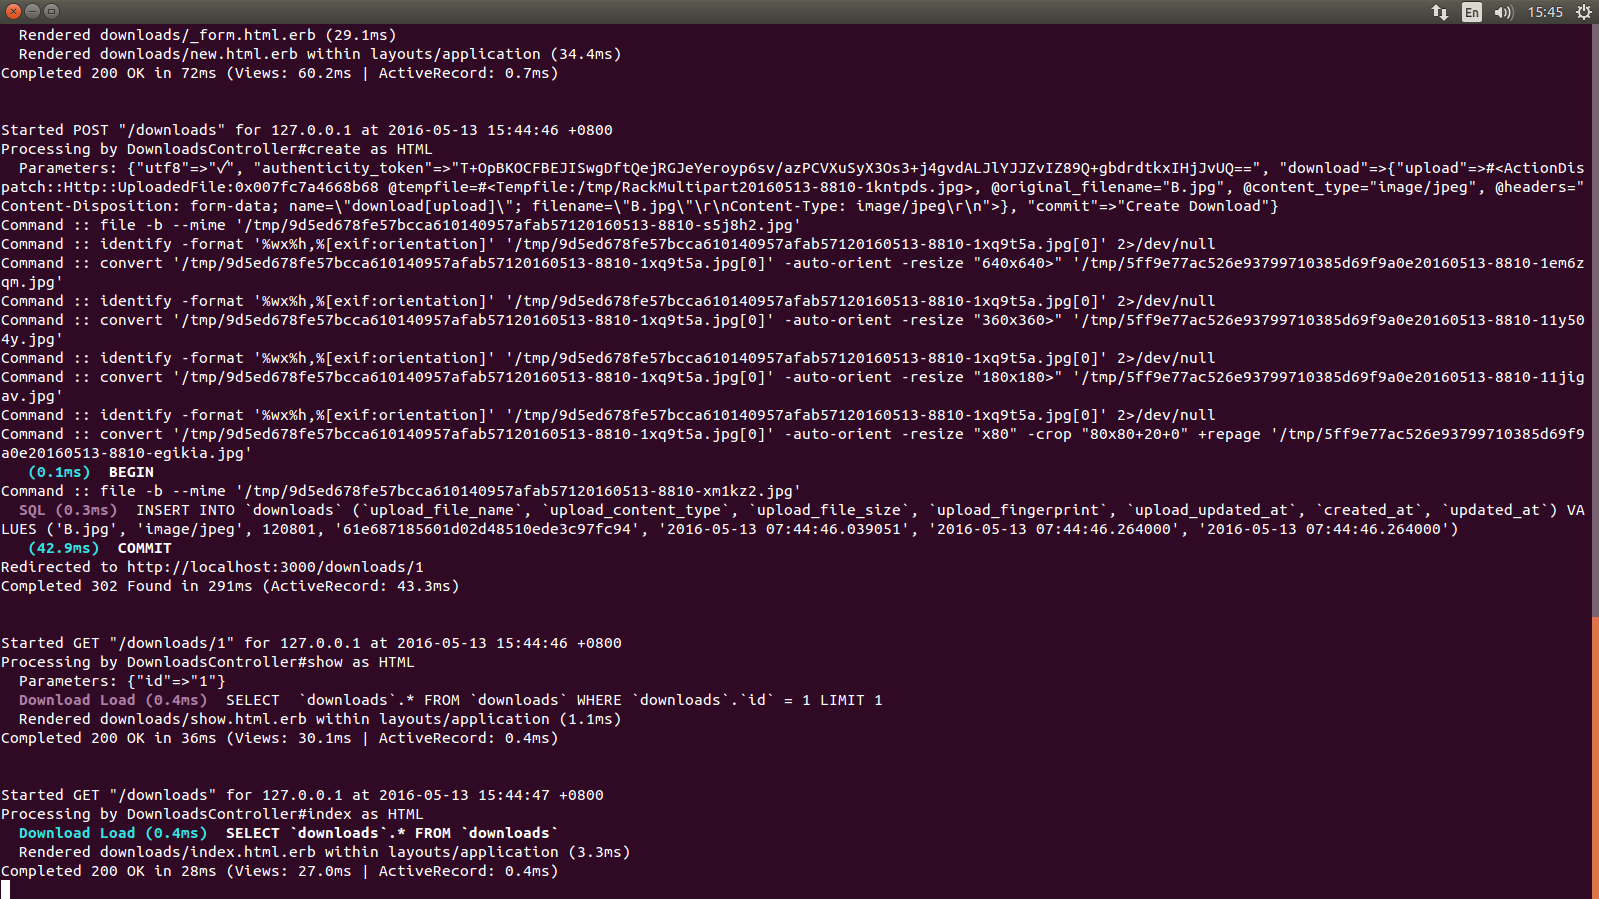 En 15:45
  Rendered downloads/_form.html.erb (29.1ms)
  Rendered downloads/new.html.erb within layouts/application (34.4ms)
Completed 200 OK in 72ms (Views: 60.2ms | ActiveRecord: 0.7ms)
Started POST "/downloads" for 127.0.0.1 at 2016-05-13 15:44:46 +0800
Processing by DownloadsController#create as HTML
  Parameters: {"utf8"=>"✓", "authenticity_token"=>"T+OpBKOCFBEJISwgDftQejRGJeYeroyp6sv/azPCVXuSyX3Os3+j4gvdALJlYJJZvIZ89Q+gbdrdtkxIHjJvUQ==", "download"=>{"upload"=>#<ActionDis
patch::Http::UploadedFile:0x007fc7a4668b68 @tempfile=#<Tempfile:/tmp/RackMultipart20160513-8810-1kntpds.jpg>, @original_filename="B.jpg", @content_type="image/jpeg", @headers="
Content-Disposition: form-data; name=\"download[upload]\"; filename=\"B.jpg\"\r\nContent-Type: image/jpeg\r\n">}, "commit"=>"Create Download"}
Command :: file -b --mime '/tmp/9d5ed678fe57bcca610140957afab57120160513-8810-s5j8h2.jpg'
Command :: identify -format '%wx%h,%[exif:orientation]' '/tmp/9d5ed678fe57bcca610140957afab57120160513-8810-1xq9t5a.jpg[0]' 2>/dev/null
Command :: convert '/tmp/9d5ed678fe57bcca610140957afab57120160513-8810-1xq9t5a.jpg[0]' -auto-orient -resize "640x640>" '/tmp/5ff9e77ac526e93799710385d69f9a0e20160513-8810-1em6z
qm.jpg'
Command :: identify -format '%wx%h,%[exif:orientation]' '/tmp/9d5ed678fe57bcca610140957afab57120160513-8810-1xq9t5a.jpg[0]' 2>/dev/null
Command :: convert '/tmp/9d5ed678fe57bcca610140957afab57120160513-8810-1xq9t5a.jpg[0]' -auto-orient -resize "360x360>" '/tmp/5ff9e77ac526e93799710385d69f9a0e20160513-8810-11y50
4y.jpg'
Command :: identify -format '%wx%h,%[exif:orientation]' '/tmp/9d5ed678fe57bcca610140957afab57120160513-8810-1xq9t5a.jpg[0]' 2>/dev/null
Command :: convert '/tmp/9d5ed678fe57bcca610140957afab57120160513-8810-1xq9t5a.jpg[0]' -auto-orient -resize "180x180>" '/tmp/5ff9e77ac526e93799710385d69f9a0e20160513-8810-11jig
av.jpg'
Command :: identify -format '%wx%h,%[exif:orientation]' '/tmp/9d5ed678fe57bcca610140957afab57120160513-8810-1xq9t5a.jpg[0]' 2>/dev/null
Command :: convert '/tmp/9d5ed678fe57bcca610140957afab57120160513-8810-1xq9t5a.jpg[0]' -auto-orient -resize "x80" -crop "80x80+20+0" +repage '/tmp/5ff9e77ac526e93799710385d69f9
a0e20160513-8810-egikia.jpg'
   (0.1ms)  BEGIN
Command :: file -b --mime '/tmp/9d5ed678fe57bcca610140957afab57120160513-8810-xm1kz2.jpg'
  SQL (0.3ms)  INSERT INTO `downloads` (`upload_file_name`, `upload_content_type`, `upload_file_size`, `upload_fingerprint`, `upload_updated_at`, `created_at`, `updated_at`) VA
LUES ('B.jpg', 'image/jpeg', 120801, '61e687185601d02d48510ede3c97fc94', '2016-05-13 07:44:46.039051', '2016-05-13 07:44:46.264000', '2016-05-13 07:44:46.264000')
   (42.9ms)  COMMIT
Redirected to http://localhost:3000/downloads/1
Completed 302 Found in 291ms (ActiveRecord: 43.3ms)
Started GET "/downloads/1" for 127.0.0.1 at 2016-05-13 15:44:46 +0800
Processing by DownloadsController#show as HTML
  Parameters: {"id"=>"1"}
  Download Load (0.4ms)  SELECT  `downloads`.* FROM `downloads` WHERE `downloads`.`id` = 1 LIMIT 1
  Rendered downloads/show.html.erb within layouts/application (1.1ms)
Completed 200 OK in 36ms (Views: 30.1ms | ActiveRecord: 0.4ms)
Started GET "/downloads" for 127.0.0.1 at 2016-05-13 15:44:47 +0800
Processing by DownloadsController#index as HTML
  Download Load (0.4ms)  SELECT `downloads`.* FROM `downloads`
  Rendered downloads/index.html.erb within layouts/application (3.3ms)
Completed 200 OK in 28ms (Views: 27.0ms | ActiveRecord: 0.4ms)